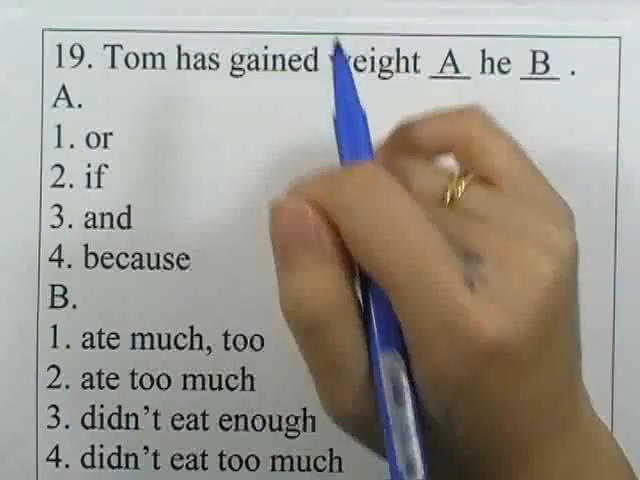 19. Tom has gained weight A he B .
A.
1. or
2. if
3. and
4. because
B.
1. ate much, too
2. ate too much
3. didn't eat enough
4. didn't eat too much